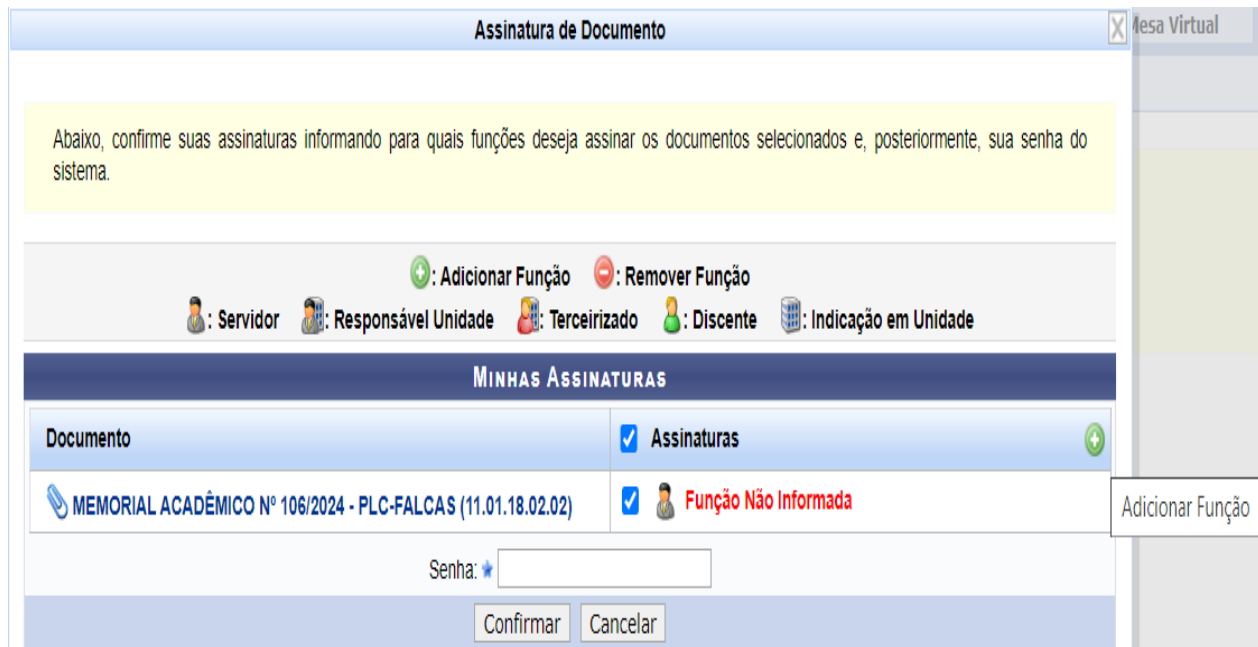 Assinatura de Documento
Mesa Virtual
Abaixo, confirme suas assinaturas informando para quais funções deseja assinar os documentos selecionados e, posteriormente, sua senha do
sistema.
: Adicionar Função : Remover Função
: Servidor : Responsável Unidade : Terceirizado : Discente : Indicação em Unidade
MINHAS ASSINATURAS
Documento Assinaturas
MEMORIAL ACADÊMICO Nº 106/2024 - PLC-FALCAS (11.01.18.02.02) Função Não Informada
Adicionar Função
Senha:
Confirmar Cancelar